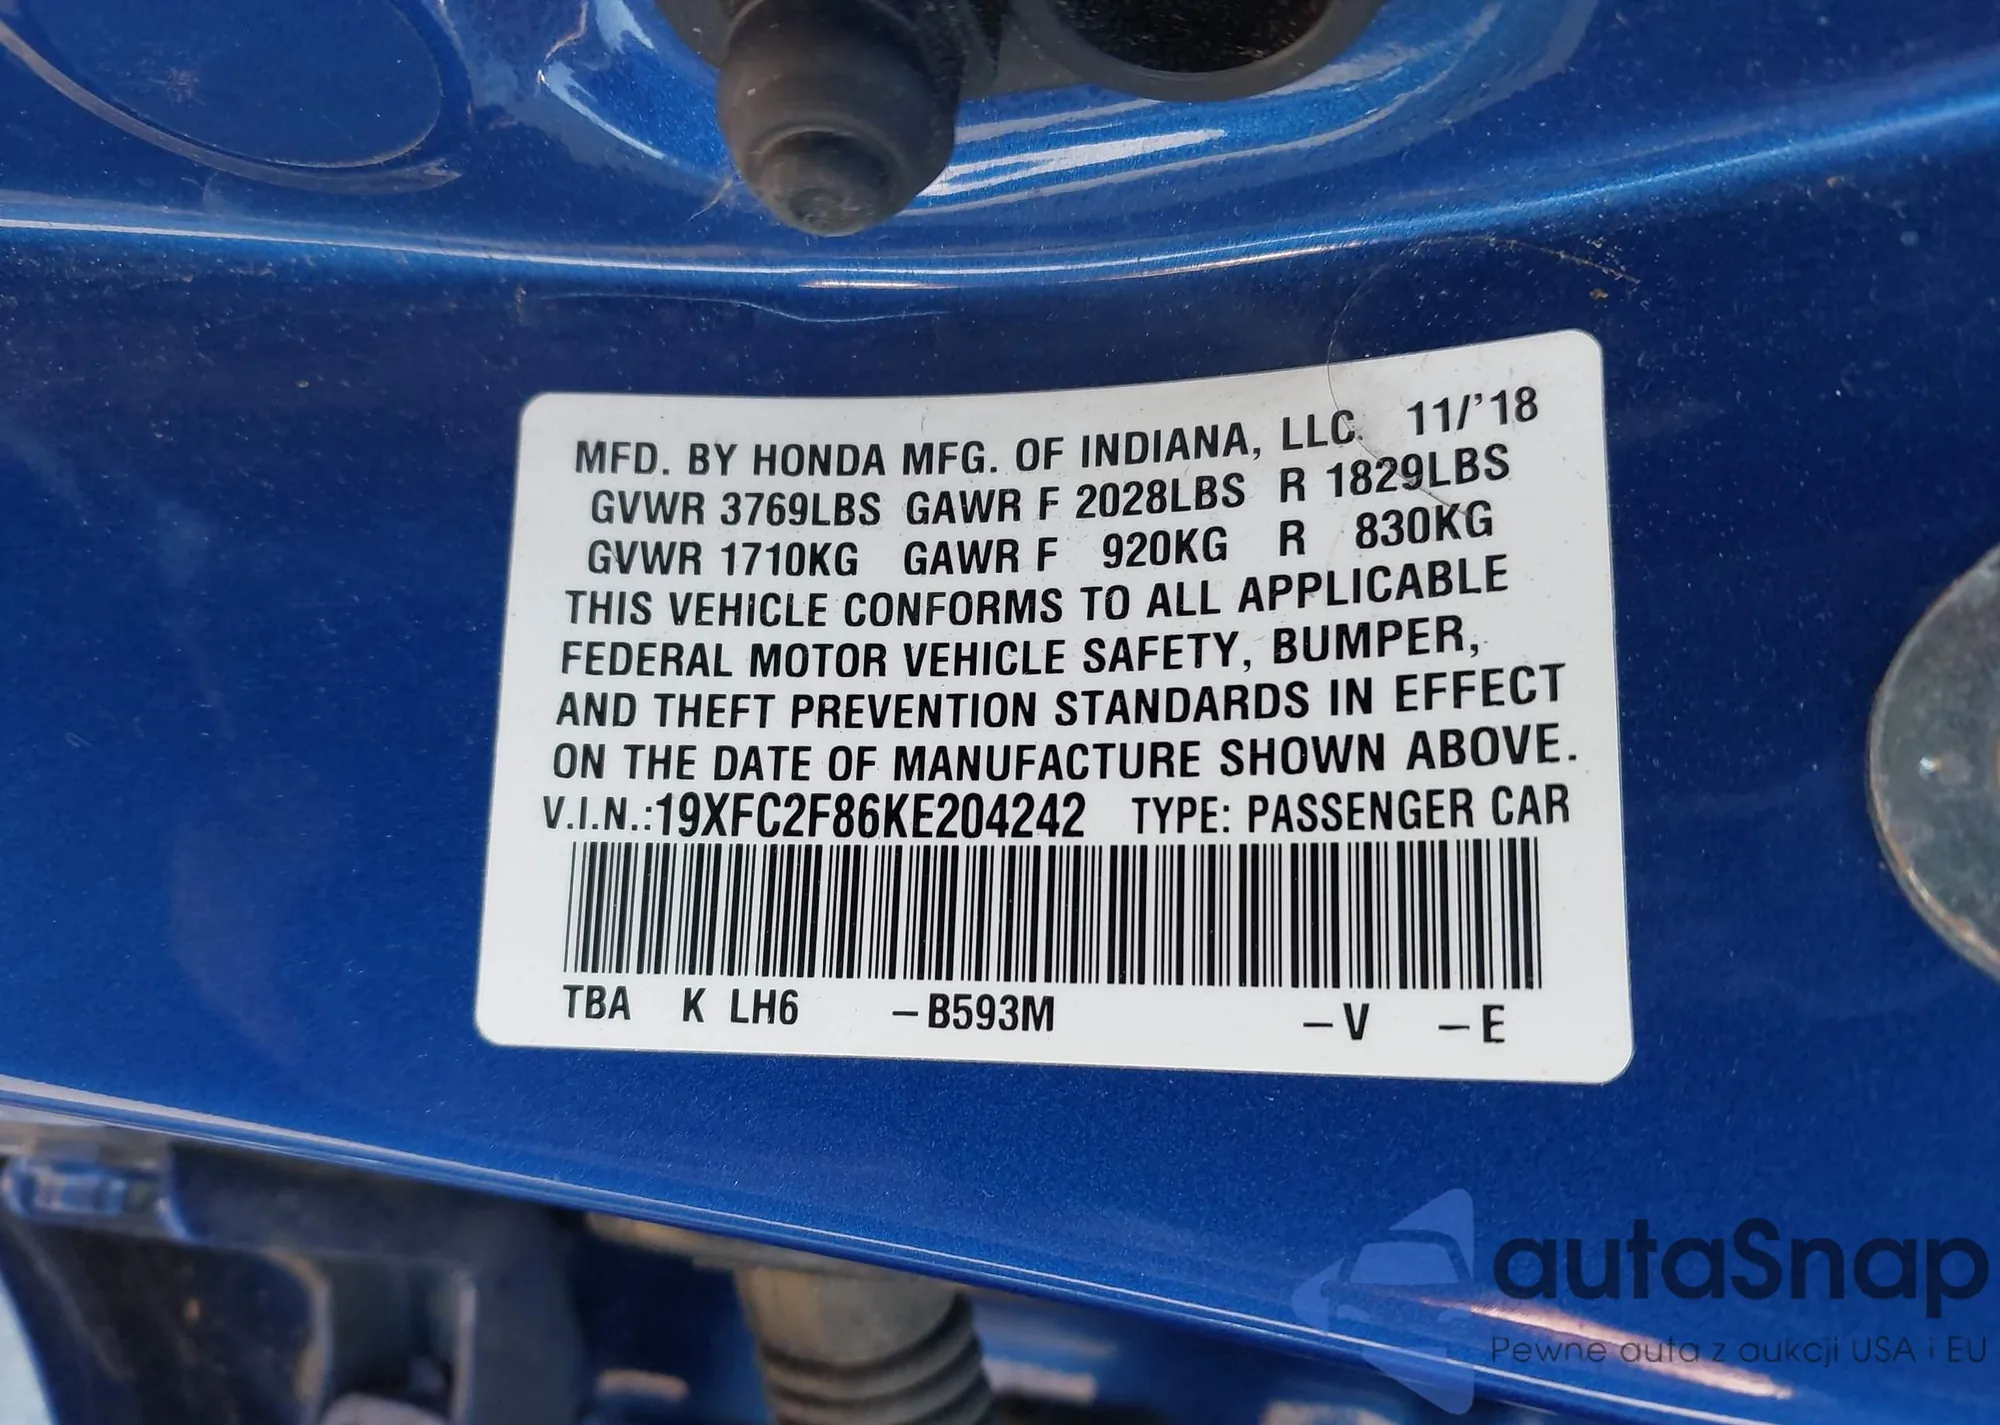 MFD. BY HONDA MFG. OF INDIANA, LLC. 11/'18
GVWR 3769LBS GAWR F 2028LBS R 1829LBS
GVWR 1710KG GAWR F 920KG R 830KG
THIS VEHICLE CONFORMS TO ALL APPLICABLE
FEDERAL MOTOR VEHICLE SAFETY, BUMPER,
AND THEFT PREVENTION STANDARDS IN EFFECT
ON THE DATE OF MANUFACTURE SHOWN ABOVE.
V.I.N.:19XFC2F86KE204242 TYPE: PASSENGER CAR
TBA K LH6 –B593M –V –E
autaSnap
Pewne auta z aukcji USA i EU